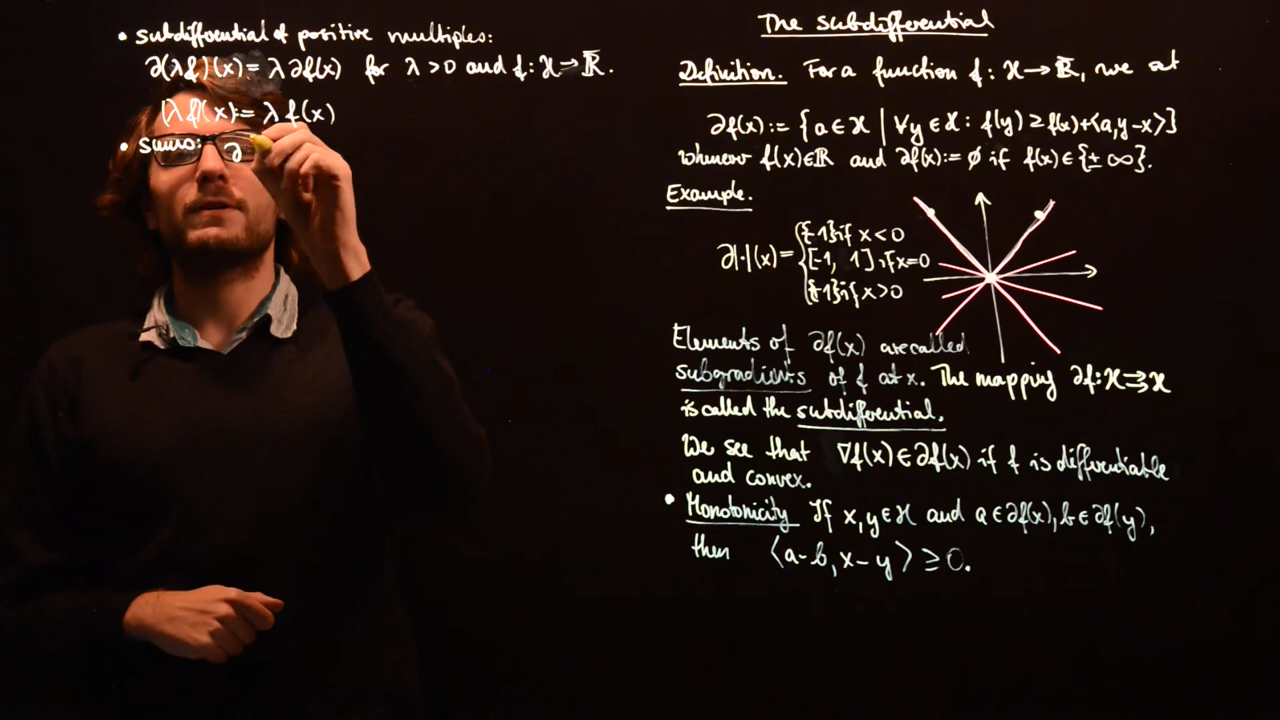 • subdifferential of positive multiples:
∂(λf)(x) = λ∂f(x) for λ>0 and f: ℋ→ℝ̄.
(λf)(x):= λ f(x)
• sums: ∂
The subdifferential
Definition. For a function f: ℋ→ℝ̄, we set
∂f(x) := {a∈ℋ | ∀y∈ℋ: f(y) ≥ f(x)+⟨a,y-x⟩}
whenever f(x)∈ℝ and ∂f(x):= ∅ if f(x)∈{±∞}.
Example.
∂|·|(x) = { {-1} if x<0
[-1, 1] if x=0
{1} if x>0
Elements of ∂f(x) are called
subgradients of f at x. The mapping ∂f: ℋ⇉ℋ
is called the subdifferential.
We see that ∇f(x)∈∂f(x) if f is differentiable
and convex.
• Monotonicity If x,y∈ℋ and a∈∂f(x), b∈∂f(y),
then ⟨a-b, x-y⟩ ≥ 0.